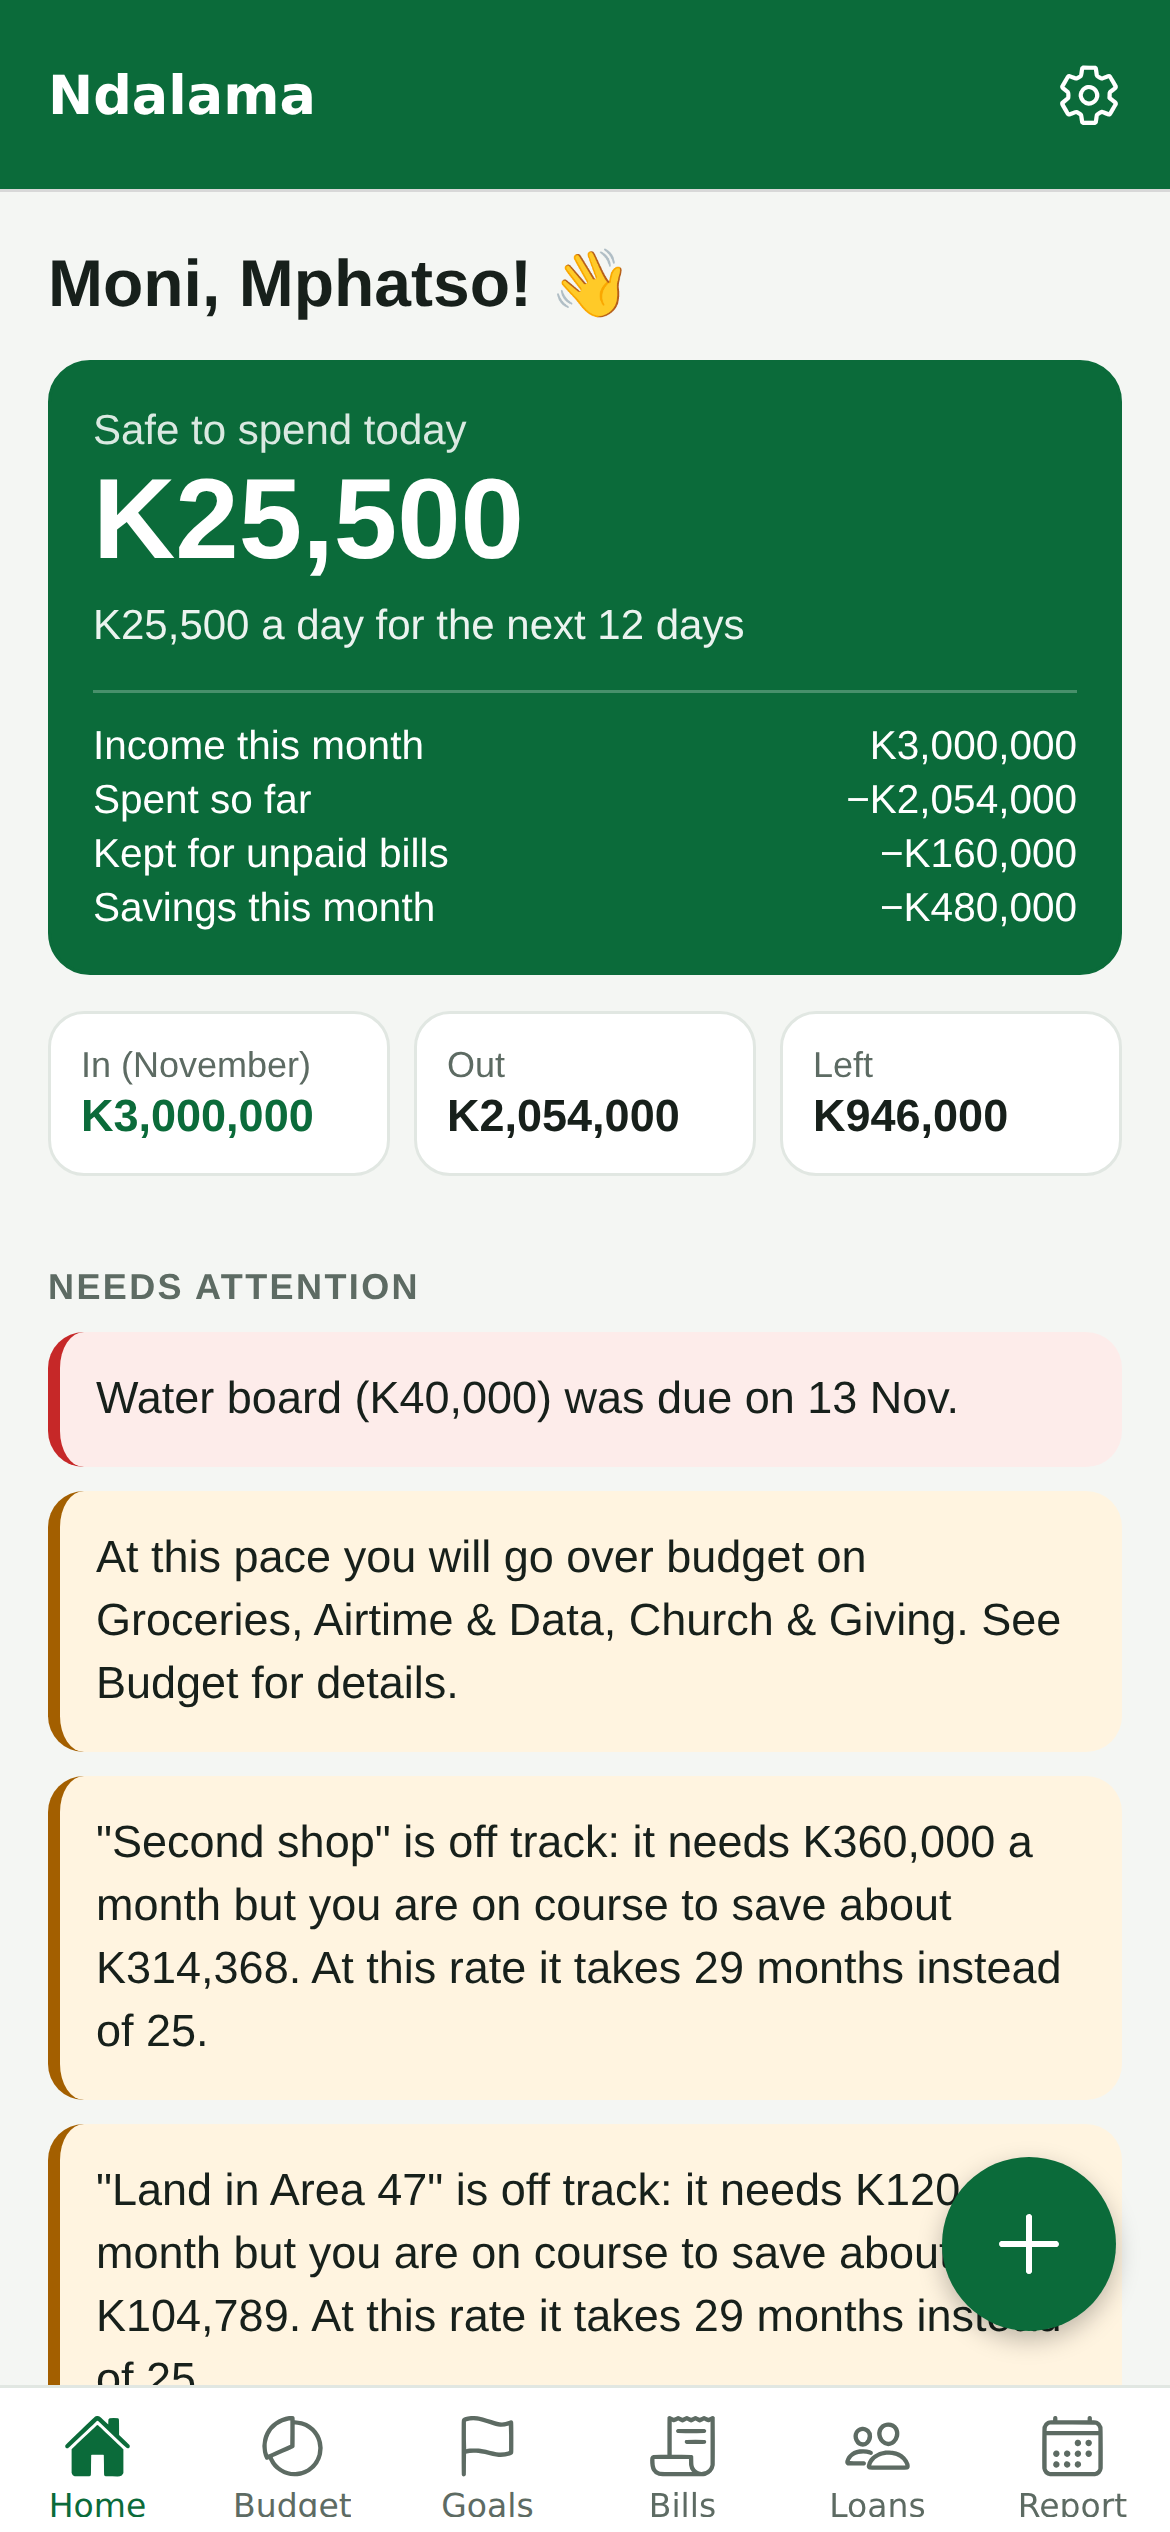 Ndalama
Moni, Mphatso! 👋
Safe to spend today
K25,500
K25,500 a day for the next 12 days
Income this month K3,000,000
Spent so far −K2,054,000
Kept for unpaid bills −K160,000
Savings this month −K480,000
In (November) Out Left
K3,000,000 K2,054,000 K946,000
NEEDS ATTENTION
Water board (K40,000) was due on 13 Nov.
At this pace you will go over budget on
Groceries, Airtime & Data, Church & Giving. See
Budget for details.
"Second shop" is off track: it needs K360,000 a
month but you are on course to save about
K314,368. At this rate it takes 29 months instead
of 25.
"Land in Area 47" is off track: it needs
month but you are on course to save about
K104,789. At this rate it takes 29 months
of 25
Home Budget Goals Bills Loans Report